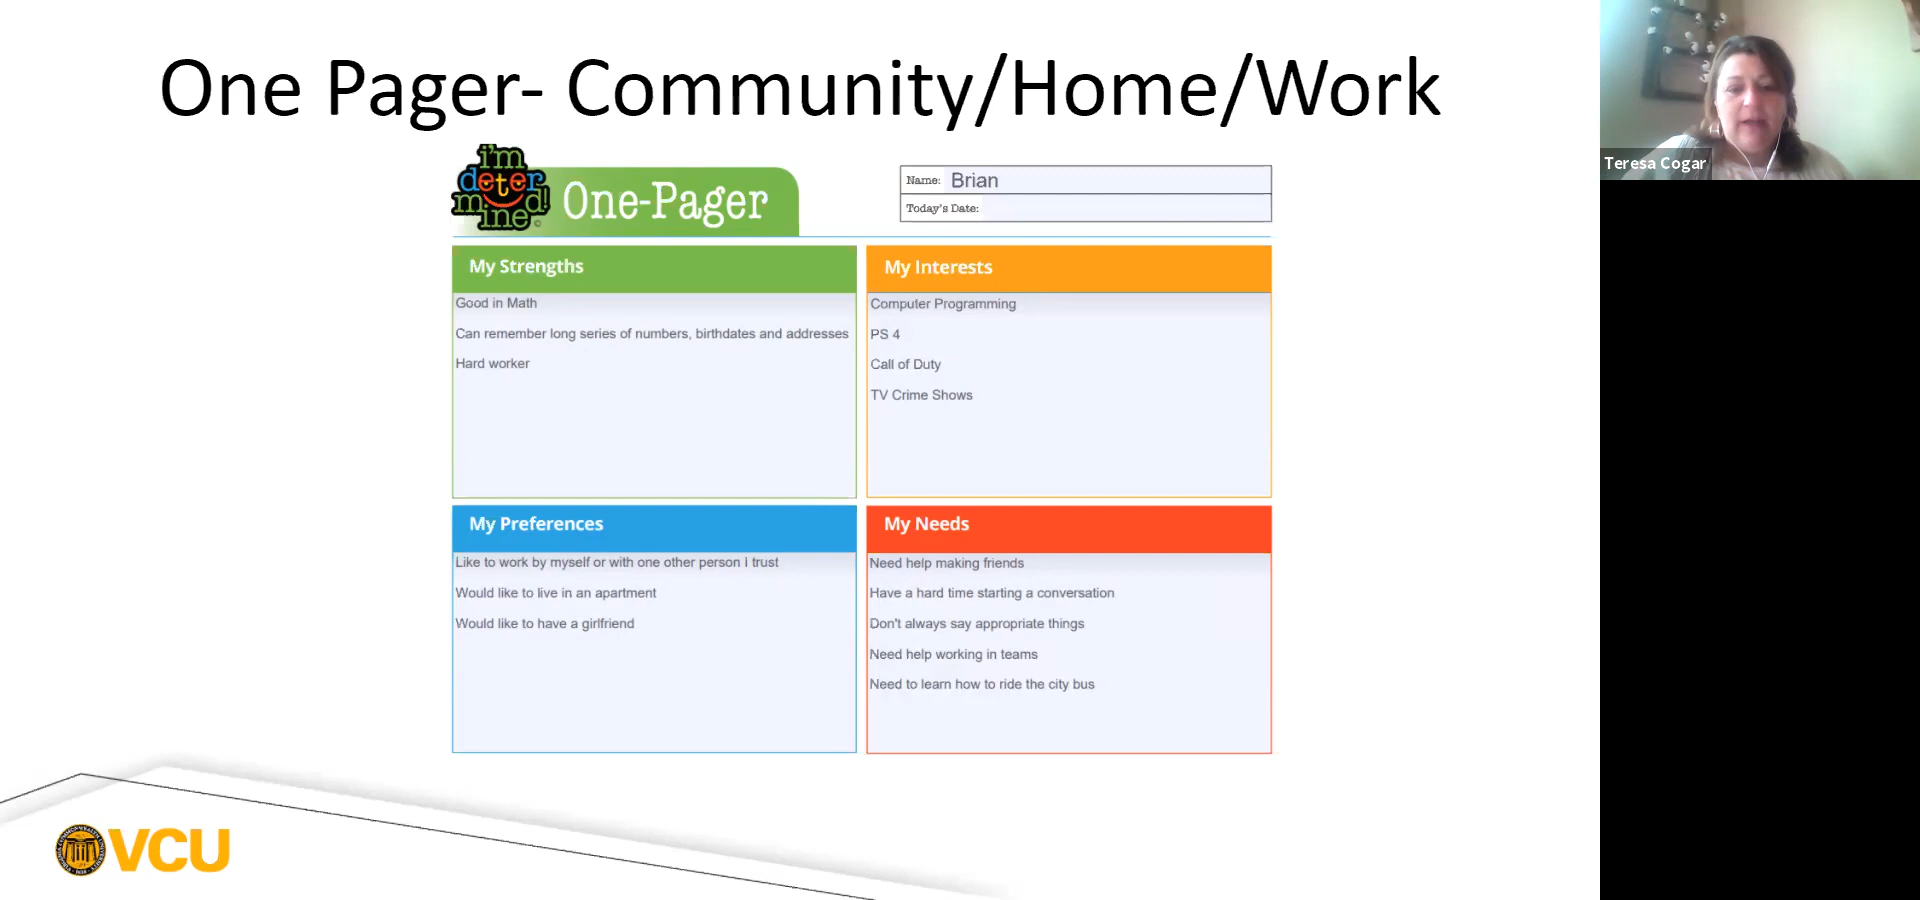 One Pager- Community/Home/Work
Teresa Cogar
i'm
deter
mine
d!
One-Pager
Name: Brian
Today's Date:
My Strengths
Good in Math
Can remember long series of numbers, birthdates and addresses
Hard worker
My Interests
Computer Programming
PS 4
Call of Duty
TV Crime Shows
My Preferences
Like to work by myself or with one other person I trust
Would like to live in an apartment
Would like to have a girlfriend
My Needs
Need help making friends
Have a hard time starting a conversation
Don't always say appropriate things
Need help working in teams
Need to learn how to ride the city bus
VCU